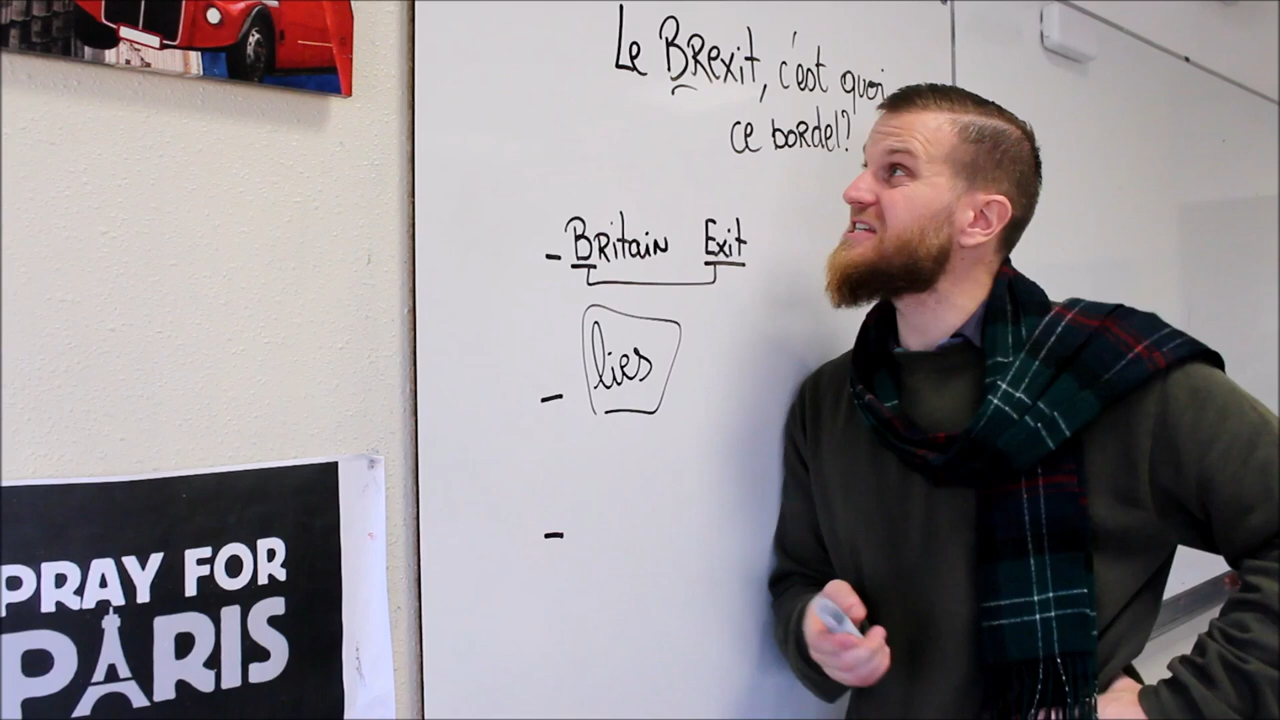 Le BRexit, c'est quoi
ce bordel?
- Britain Exit
- lies
-
PRAY FOR
PARIS